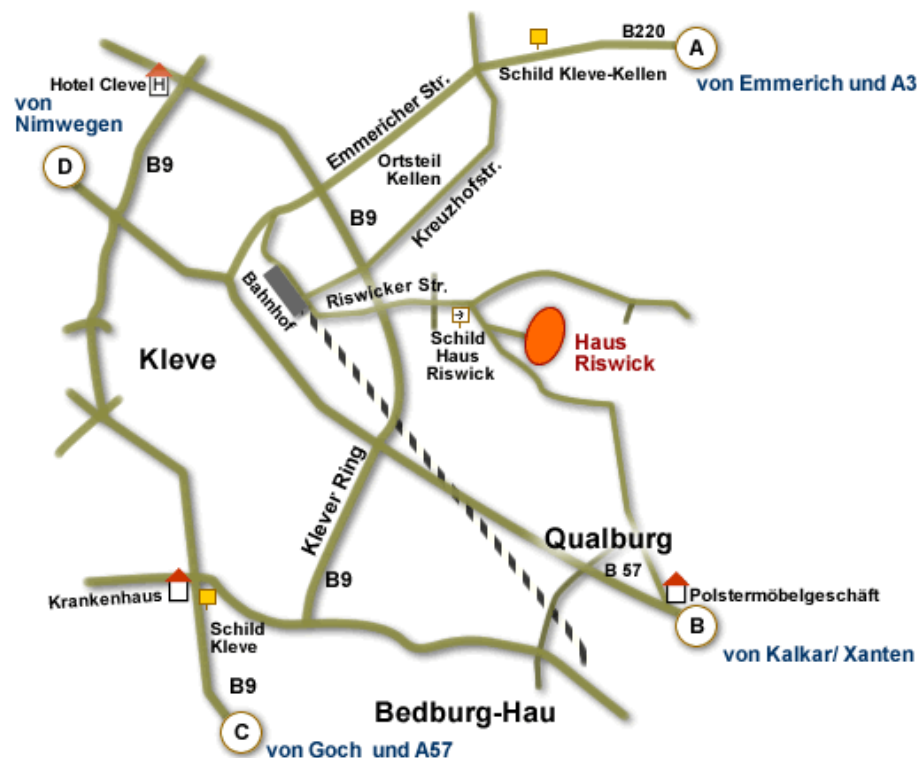 B220
A
Schild Kleve-Kellen
von Emmerich und A3
Hotel Cleve
H
von
Nimwegen
D
B9
Emmericher Str.
Ortsteil
Kellen
Kreuzhofstr.
B9
Bahnhof
Riswicker Str.
Schild
Haus
Riswick
Haus
Riswick
Kleve
Klever Ring
B9
Qualburg
B 57
Polstermöbelgeschäft
B
von Kalkar/ Xanten
Krankenhaus
Schild
Kleve
B9
C
von Goch und A57
Bedburg-Hau